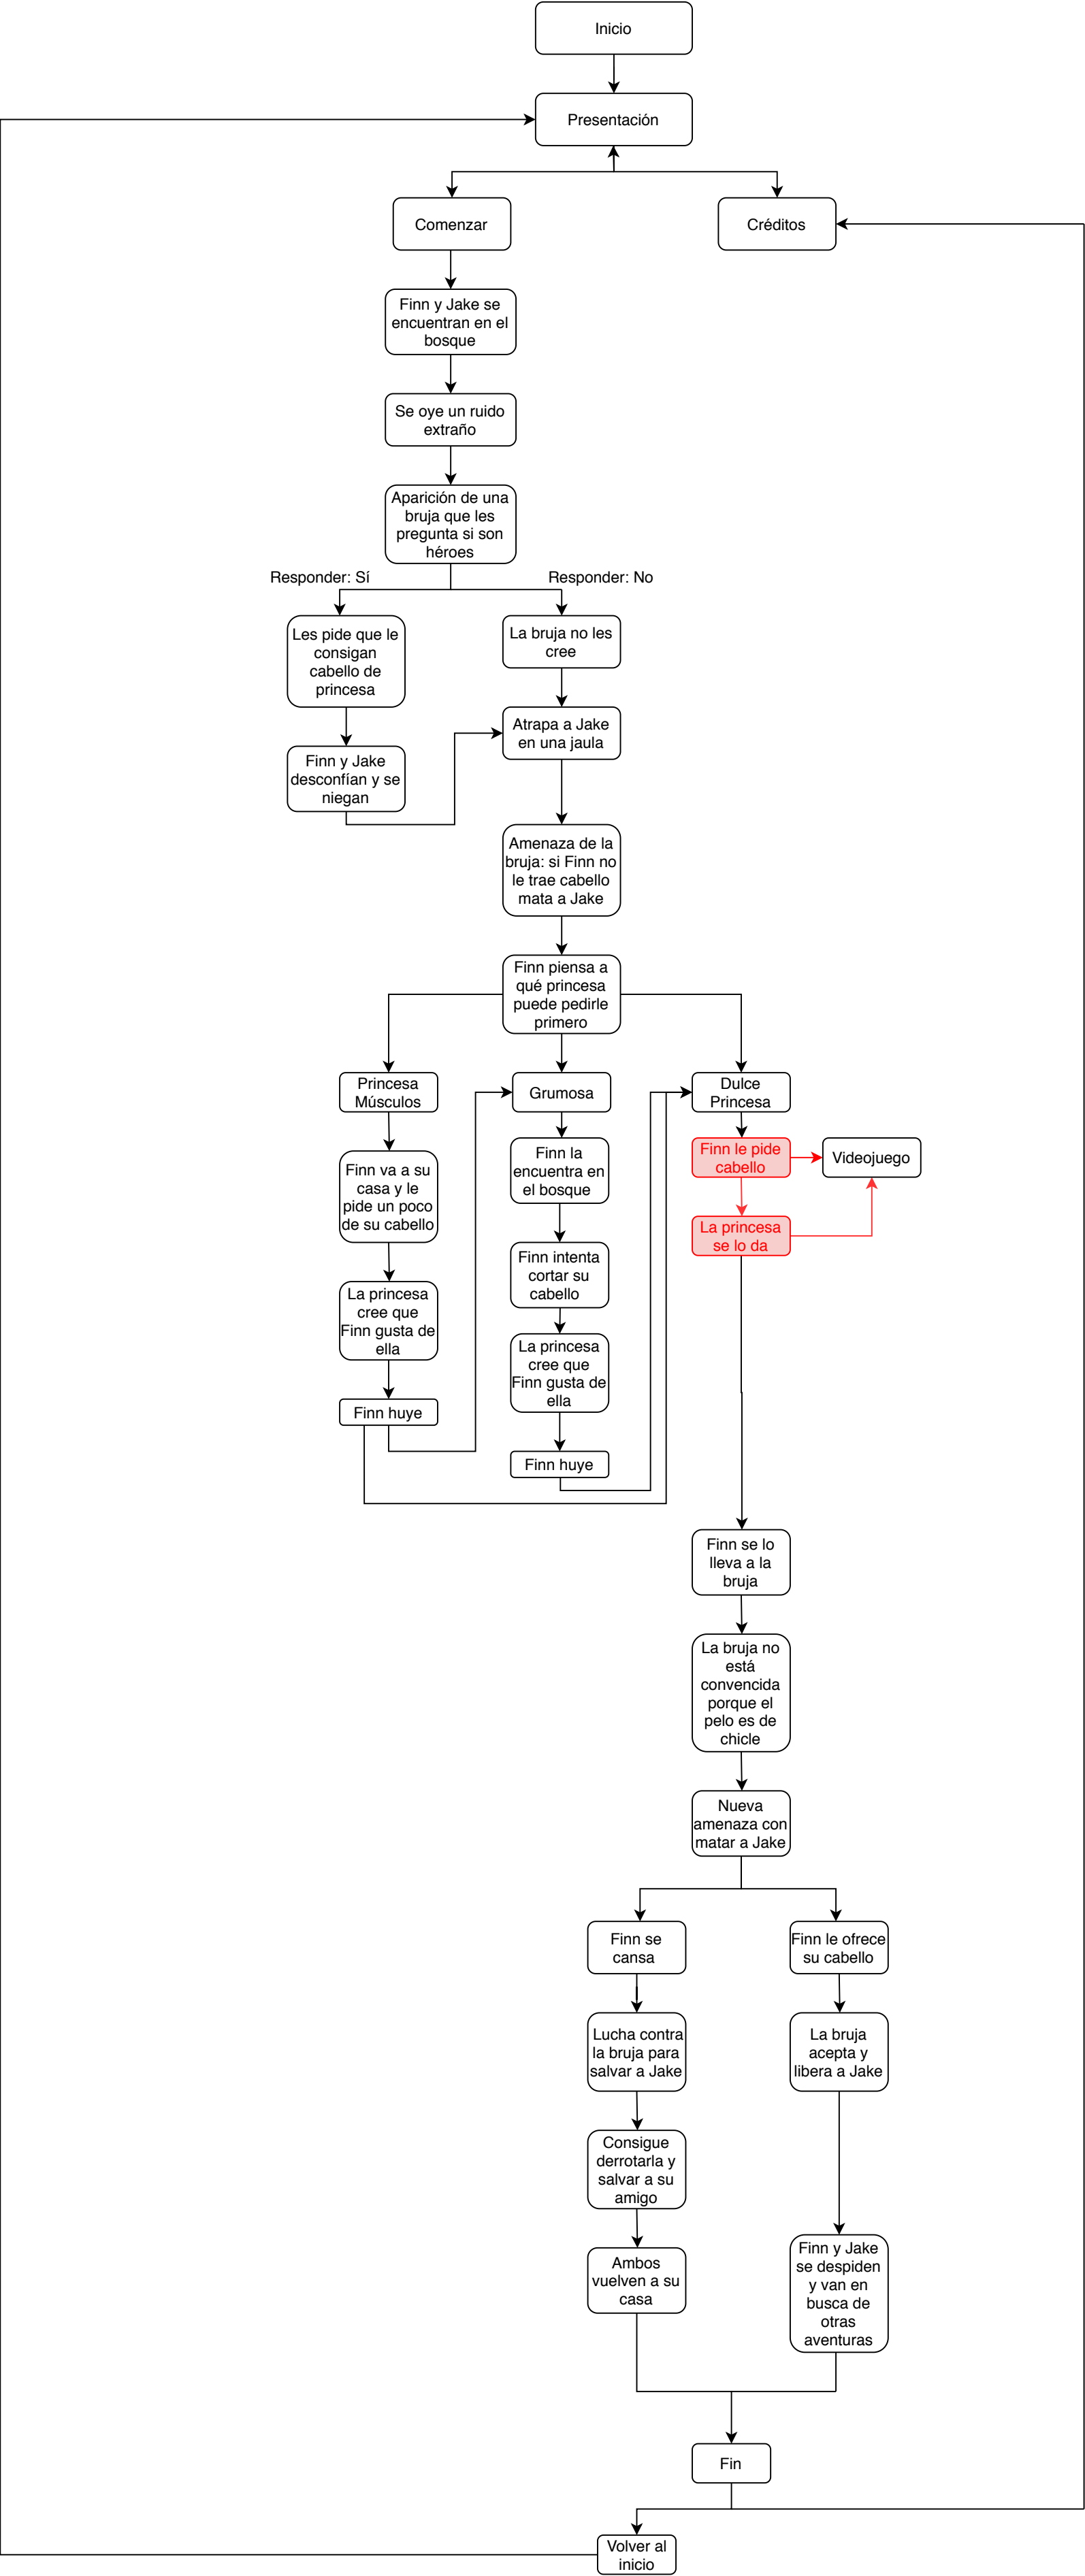 Inicio
Presentación
Comenzar
Créditos
Finn y Jake se
encuentran en el
bosque
Se oye un ruido
extraño
Aparición de una
bruja que les
pregunta si son
héroes
Responder: Sí
Responder: No
Les pide que le
consigan
cabello de
princesa
La bruja no les
cree
Finn y Jake
desconfían y se
niegan
Atrapa a Jake
en una jaula
Amenaza de la
bruja: si Finn no
le trae cabello
mata a Jake
Finn piensa a
qué princesa
puede pedirle
primero
Princesa
Músculos
Grumosa
Dulce
Princesa
Finn va a su
casa y le
pide un poco
de su cabello
La princesa
cree que
Finn gusta de
ella
Finn huye
Finn la
encuentra en
el bosque
Finn intenta
cortar su
cabello
La princesa
cree que
Finn gusta de
ella
Finn huye
Finn le pide
cabello
Videojuego
La princesa
se lo da
Finn se lo
lleva a la
bruja
La bruja no
está
convencida
porque el
pelo es de
chicle
Nueva
amenaza con
matar a Jake
Finn se
cansa
Lucha contra
la bruja para
salvar a Jake
Consigue
derrotarla y
salvar a su
amigo
Ambos
vuelven a su
casa
Finn le ofrece
su cabello
La bruja
acepta y
libera a Jake
Finn y Jake
se despiden
y van en
busca de
otras
aventuras
Fin
Volver al
inicio